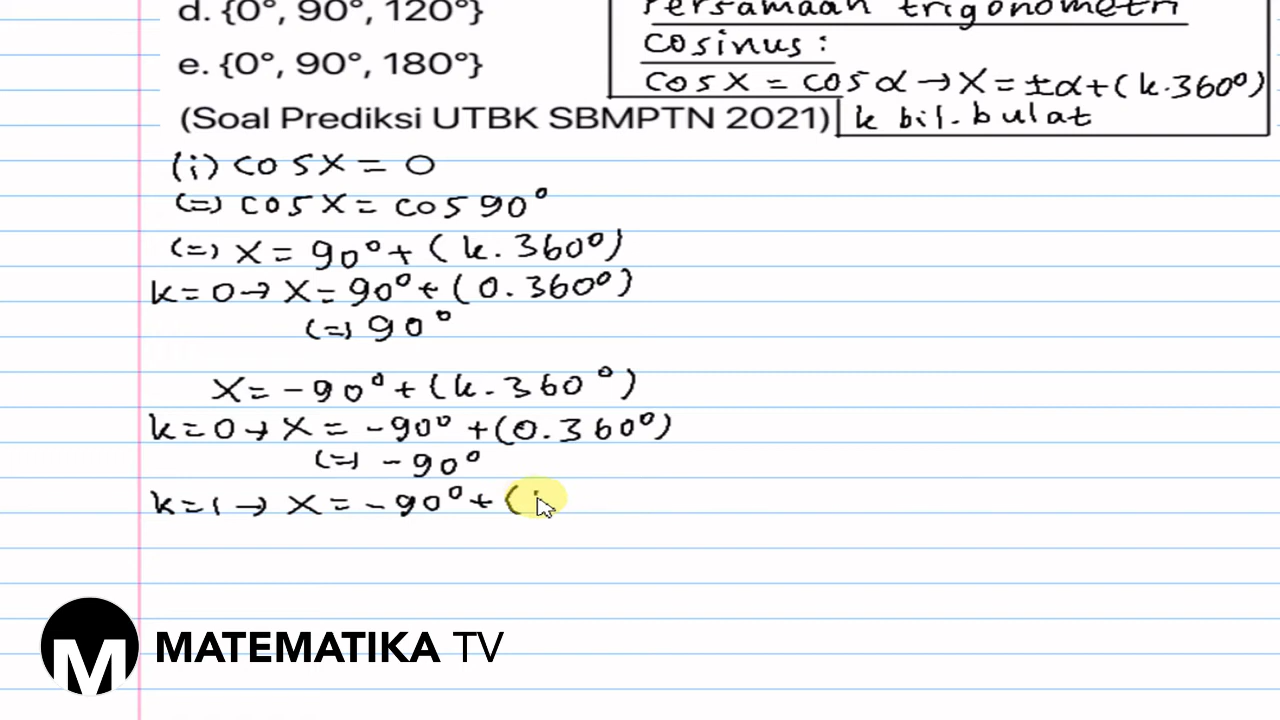 d. {0°, 90°, 120°}
e. {0°, 90°, 180°}
(Soal Prediksi UTBK SBMPTN 2021)
Persamaan trigonometri
cosinus:
cos x = cos α → x = ±α + (k.360°)
k bil. bulat
(i) cos x = 0
(=) cos x = cos 90°
(=) x = 90° + (k. 360°)
k = 0 → x = 90° + (0. 360°)
(=) 90°
x = -90° + (k. 360°)
k = 0 → x = -90° + (0. 360°)
(=) -90°
k = 1 → x = -90° + (
MATEMATIKA TV